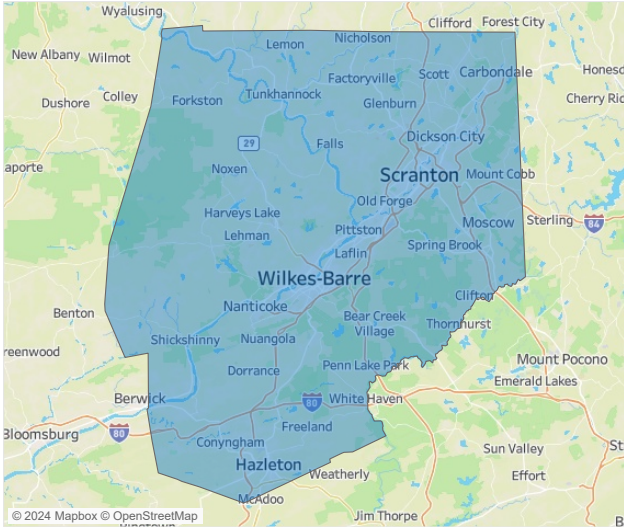 Wyalusing
Clifford
Forest City
Nicholson
Lemon
New Albany
Wilmot
Factoryville
Scott
Carbondale
Honesd
Dushore
Colley
Forkston
Tunkhannock
Glenburn
Cherry Rid
29
Falls
Dickson City
aporte
Noxen
Scranton
Mount Cobb
Old Forge
Harveys Lake
Pittston
Moscow
Sterling
84
Lehman
Laflin
Spring Brook
Wilkes-Barre
Nanticoke
Clifton
Benton
Bear Creek
Village
Thornhurst
Shickshinny
Nuangola
reenwood
Penn Lake Park
Mount Pocono
Dorrance
Emerald Lakes
Berwick
80
White Haven
Bloomsburg
80
Freeland
Conyngham
Sun Valley
St
Hazleton
Weatherly
Effort
McAdoo
Jim Thorpe
B
© 2024 Mapbox © OpenStreetMap